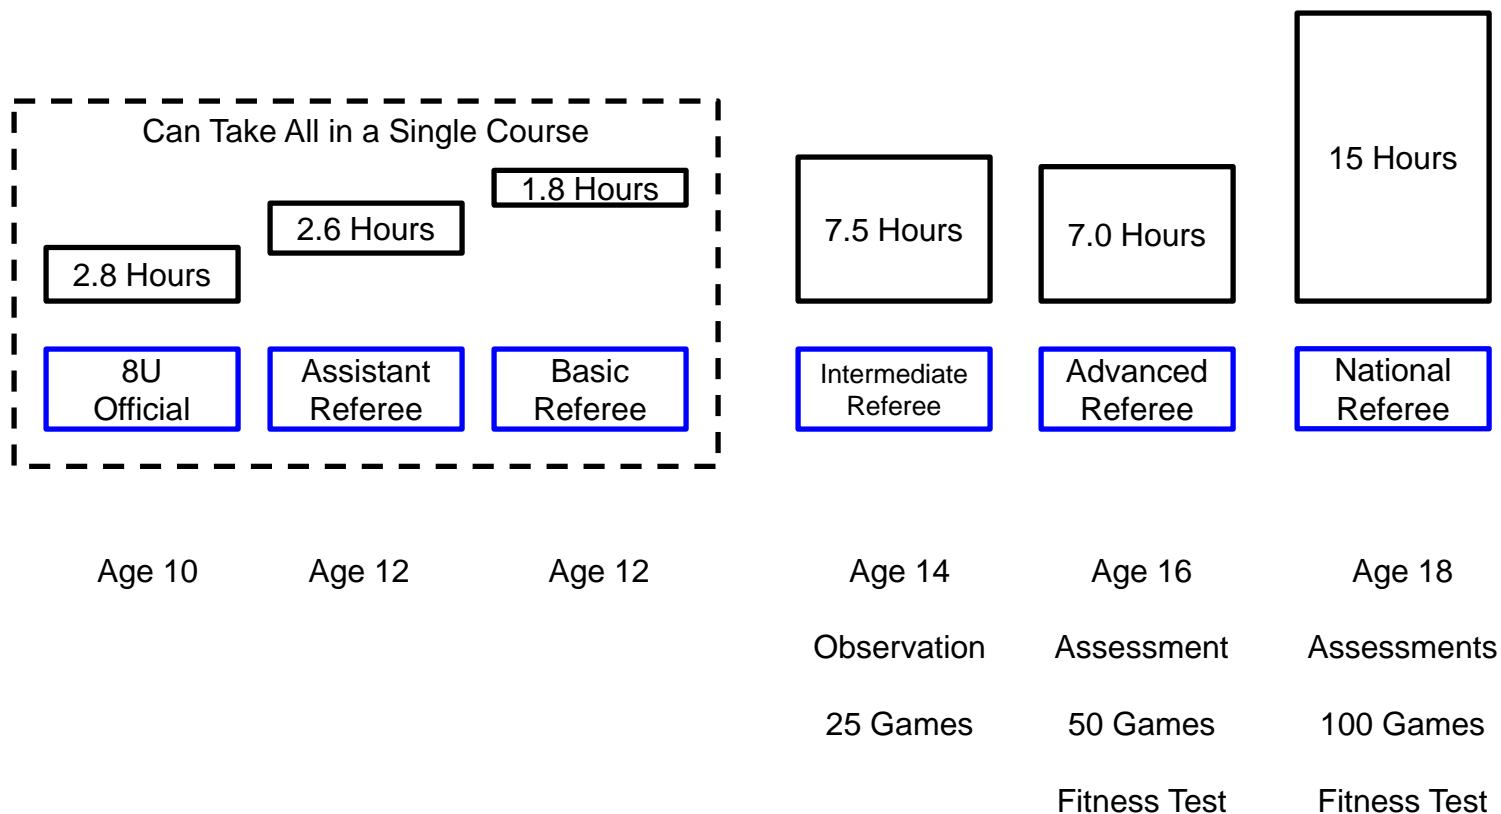 Can Take All in a Single Course
2.8 Hours
2.6 Hours
1.8 Hours
7.5 Hours
7.0 Hours
15 Hours
8U
Official
Assistant
Referee
Basic
Referee
Intermediate
Referee
Advanced
Referee
National
Referee
Age 10
Age 12
Age 12
Age 14
Age 16
Age 18
Observation
Assessment
Assessments
25 Games
50 Games
100 Games
Fitness Test
Fitness Test